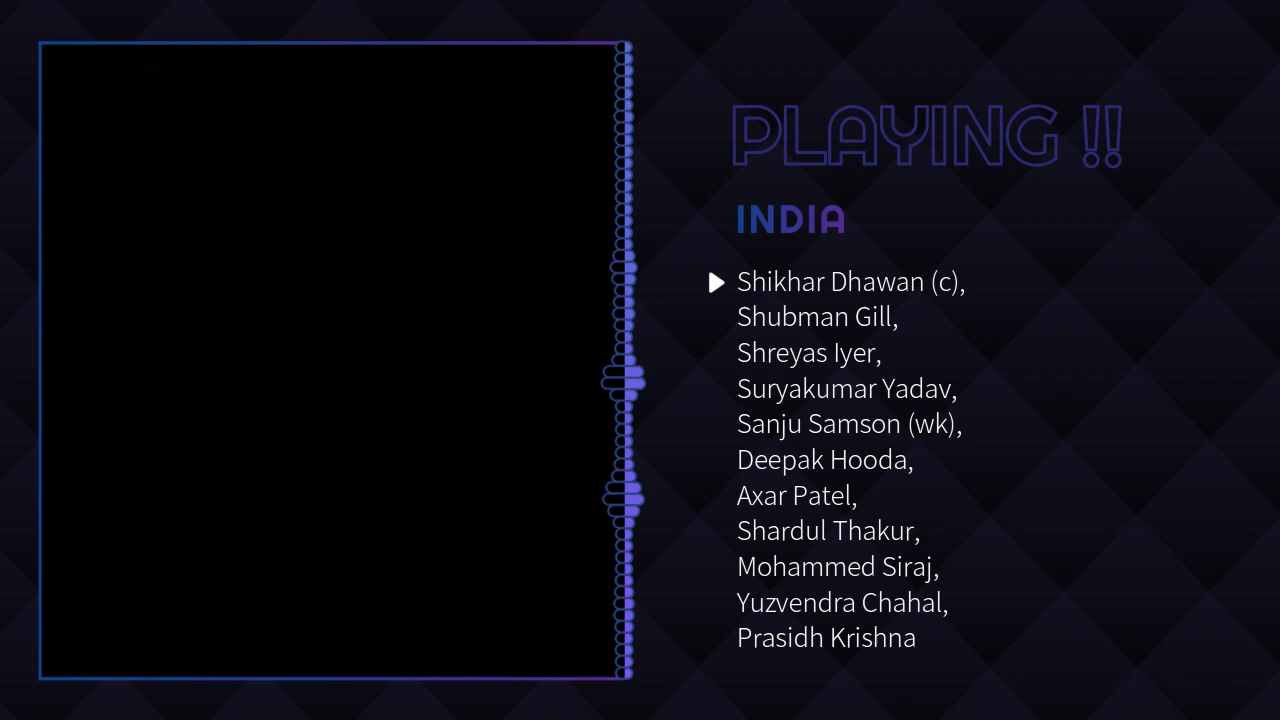 PLAYING !!
INDIA
Shikhar Dhawan (c),
Shubman Gill,
Shreyas Iyer,
Suryakumar Yadav,
Sanju Samson (wk),
Deepak Hooda,
Axar Patel,
Shardul Thakur,
Mohammed Siraj,
Yuzvendra Chahal,
Prasidh Krishna